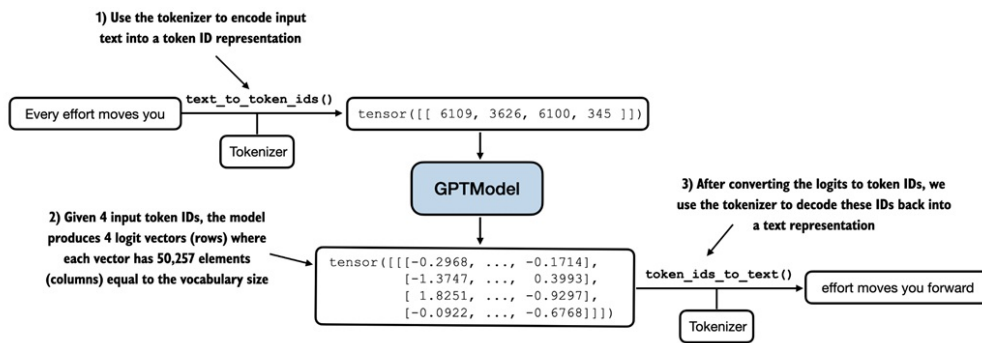 1) Use the tokenizer to encode input
text into a token ID representation
text_to_token_ids()
Every effort moves you
tensor([[ 6109, 3626, 6100, 345 ]])
Tokenizer
GPTModel
3) After converting the logits to token IDs, we
use the tokenizer to decode these IDs back into
a text representation
2) Given 4 input token IDs, the model
produces 4 logit vectors (rows) where
each vector has 50,257 elements
(columns) equal to the vocabulary size
tensor([[[-0.2968, ..., -0.1714],
[-1.3747, ..., 0.3993],
[ 1.8251, ..., -0.9297],
[-0.0922, ..., -0.6768]]])
token_ids_to_text()
effort moves you forward
Tokenizer